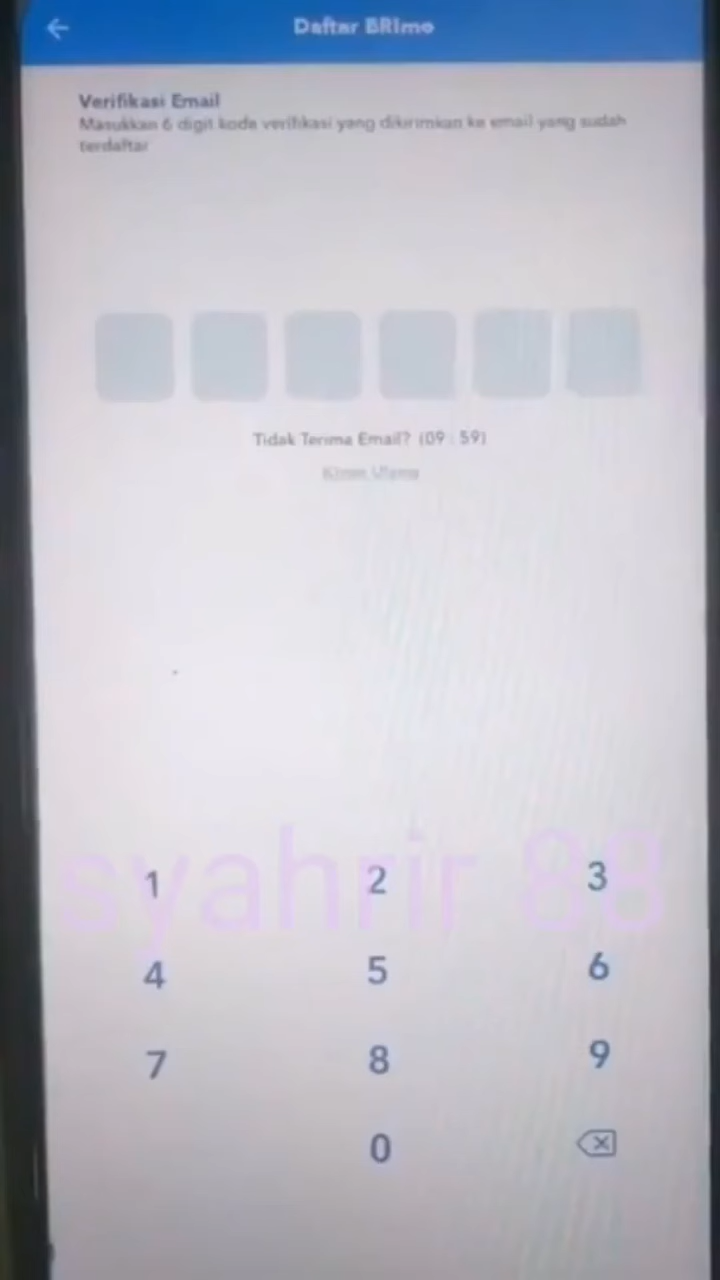 Daftar BRImo
Verifikasi Email
Masukkan 6 digit kode verifikasi yang dikirimkan ke email yang sudah
terdaftar
Tidak Terima Email? (09 : 59)
Kirim Ulang
syahrir 88
1 2 3
4 5 6
7 8 9
0